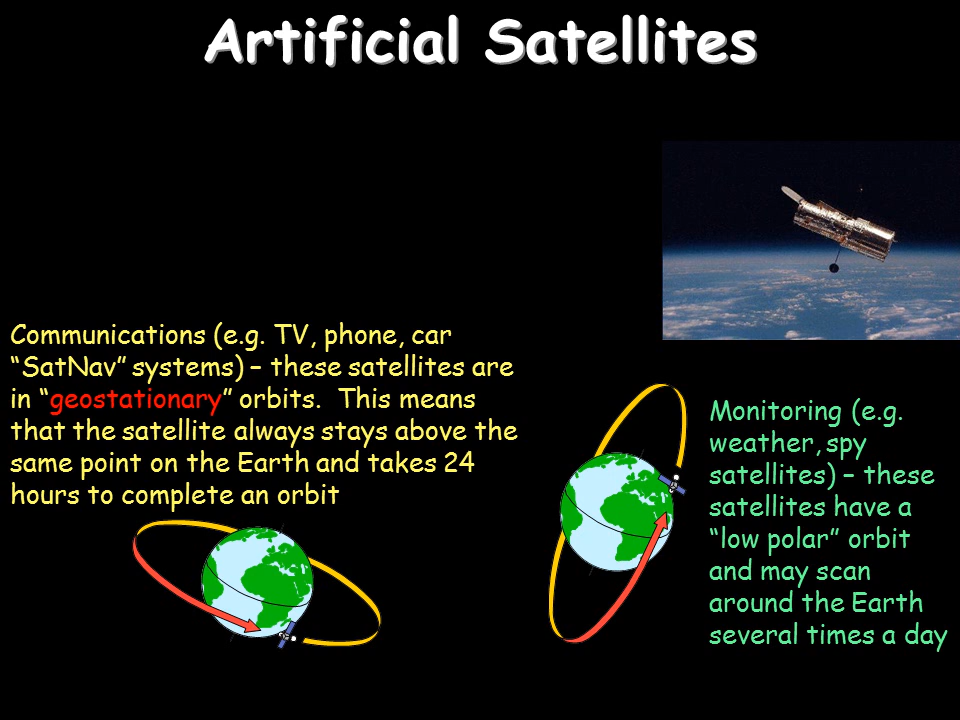 Artificial Satellites
Communications (e.g. TV, phone, car
“SatNav” systems) – these satellites are
in “geostationary” orbits.  This means
that the satellite always stays above the
same point on the Earth and takes 24
hours to complete an orbit
Monitoring (e.g.
weather, spy
satellites) – these
satellites have a
“low polar” orbit
and may scan
around the Earth
several times a day